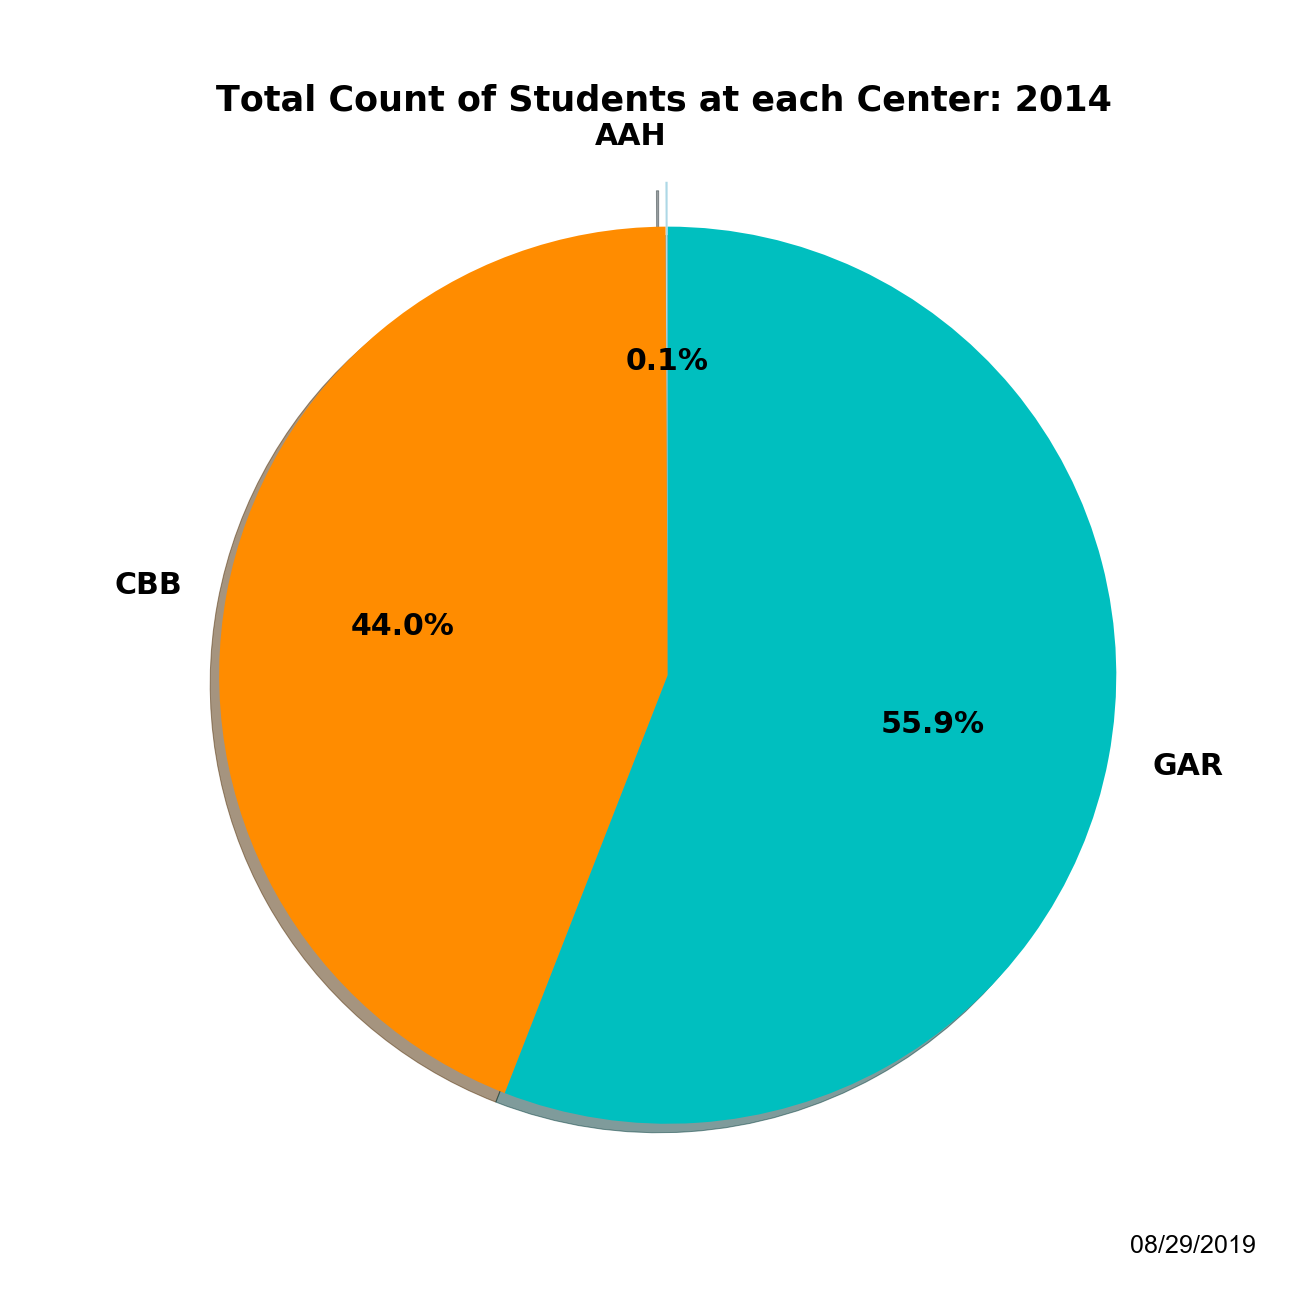 Total Count of Students at each Center: 2014
AAH
0.1%
CBB
44.0%
55.9%
GAR
08/29/2019